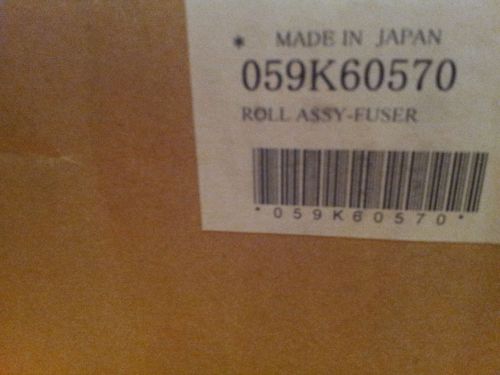 * MADE IN JAPAN
059K60570
ROLL ASSY-FUSER
*059K60570*